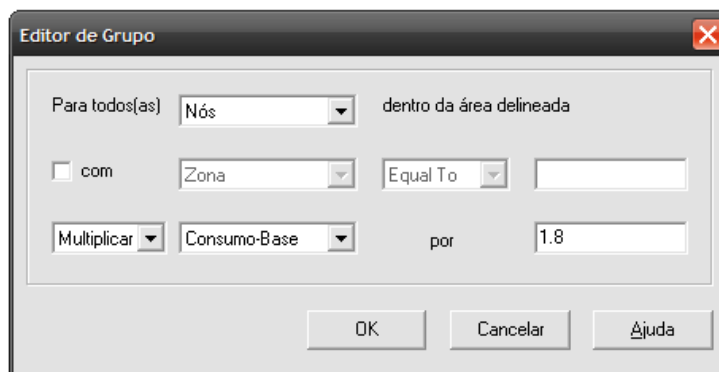 Editor de Grupo
Para todos(as) Nós dentro da área delineada
com Zona Equal To
Multiplicar Consumo-Base por 1.8
OK Cancelar Ajuda